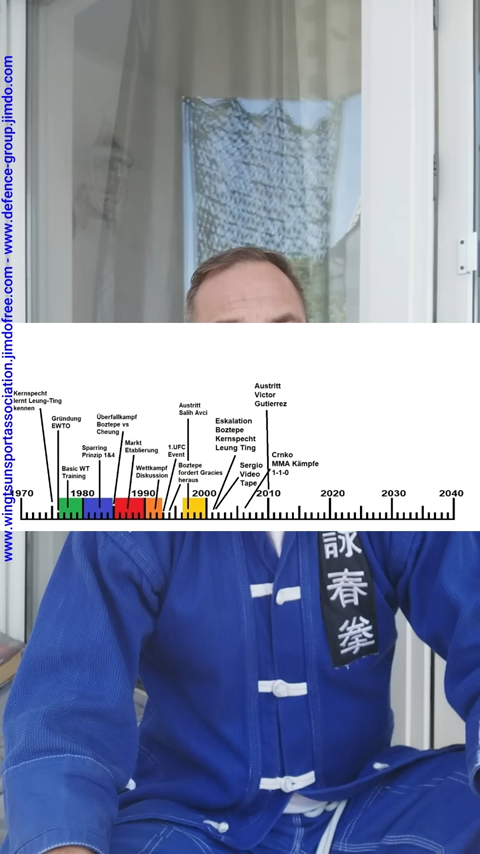 www.wingtsunsportassociation.jimdofree.com - www.defence-group.jimdo.com
Kernspecht
lernt Leung-Ting
kennen
Gründung
EWTO
Basic WT
Training
Sparring
Prinzip 1&4
Überfallkampf
Boztepe vs
Cheung
Markt
Etablierung
Wettkampf
Diskussion
1.UFC
Event
Austritt
Salih Avci
Boztepe
fordert Gracies
heraus
Eskalation
Boztepe
Kernspecht
Leung Ting
Sergio
Video
Tape
Austritt
Victor
Gutierrez
Crnko
MMA Kämpfe
1-1-0
1970 1980 1990 2000 2010 2020 2030 2040
詠
春
拳